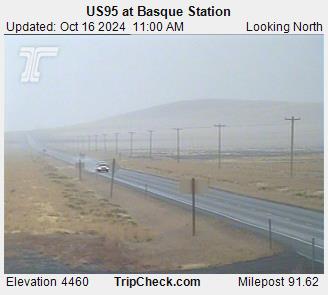 US95 at Basque Station
Updated: Oct 16 2024 11:00 AM Looking North
Elevation 4460 TripCheck.com Milepost 91.62